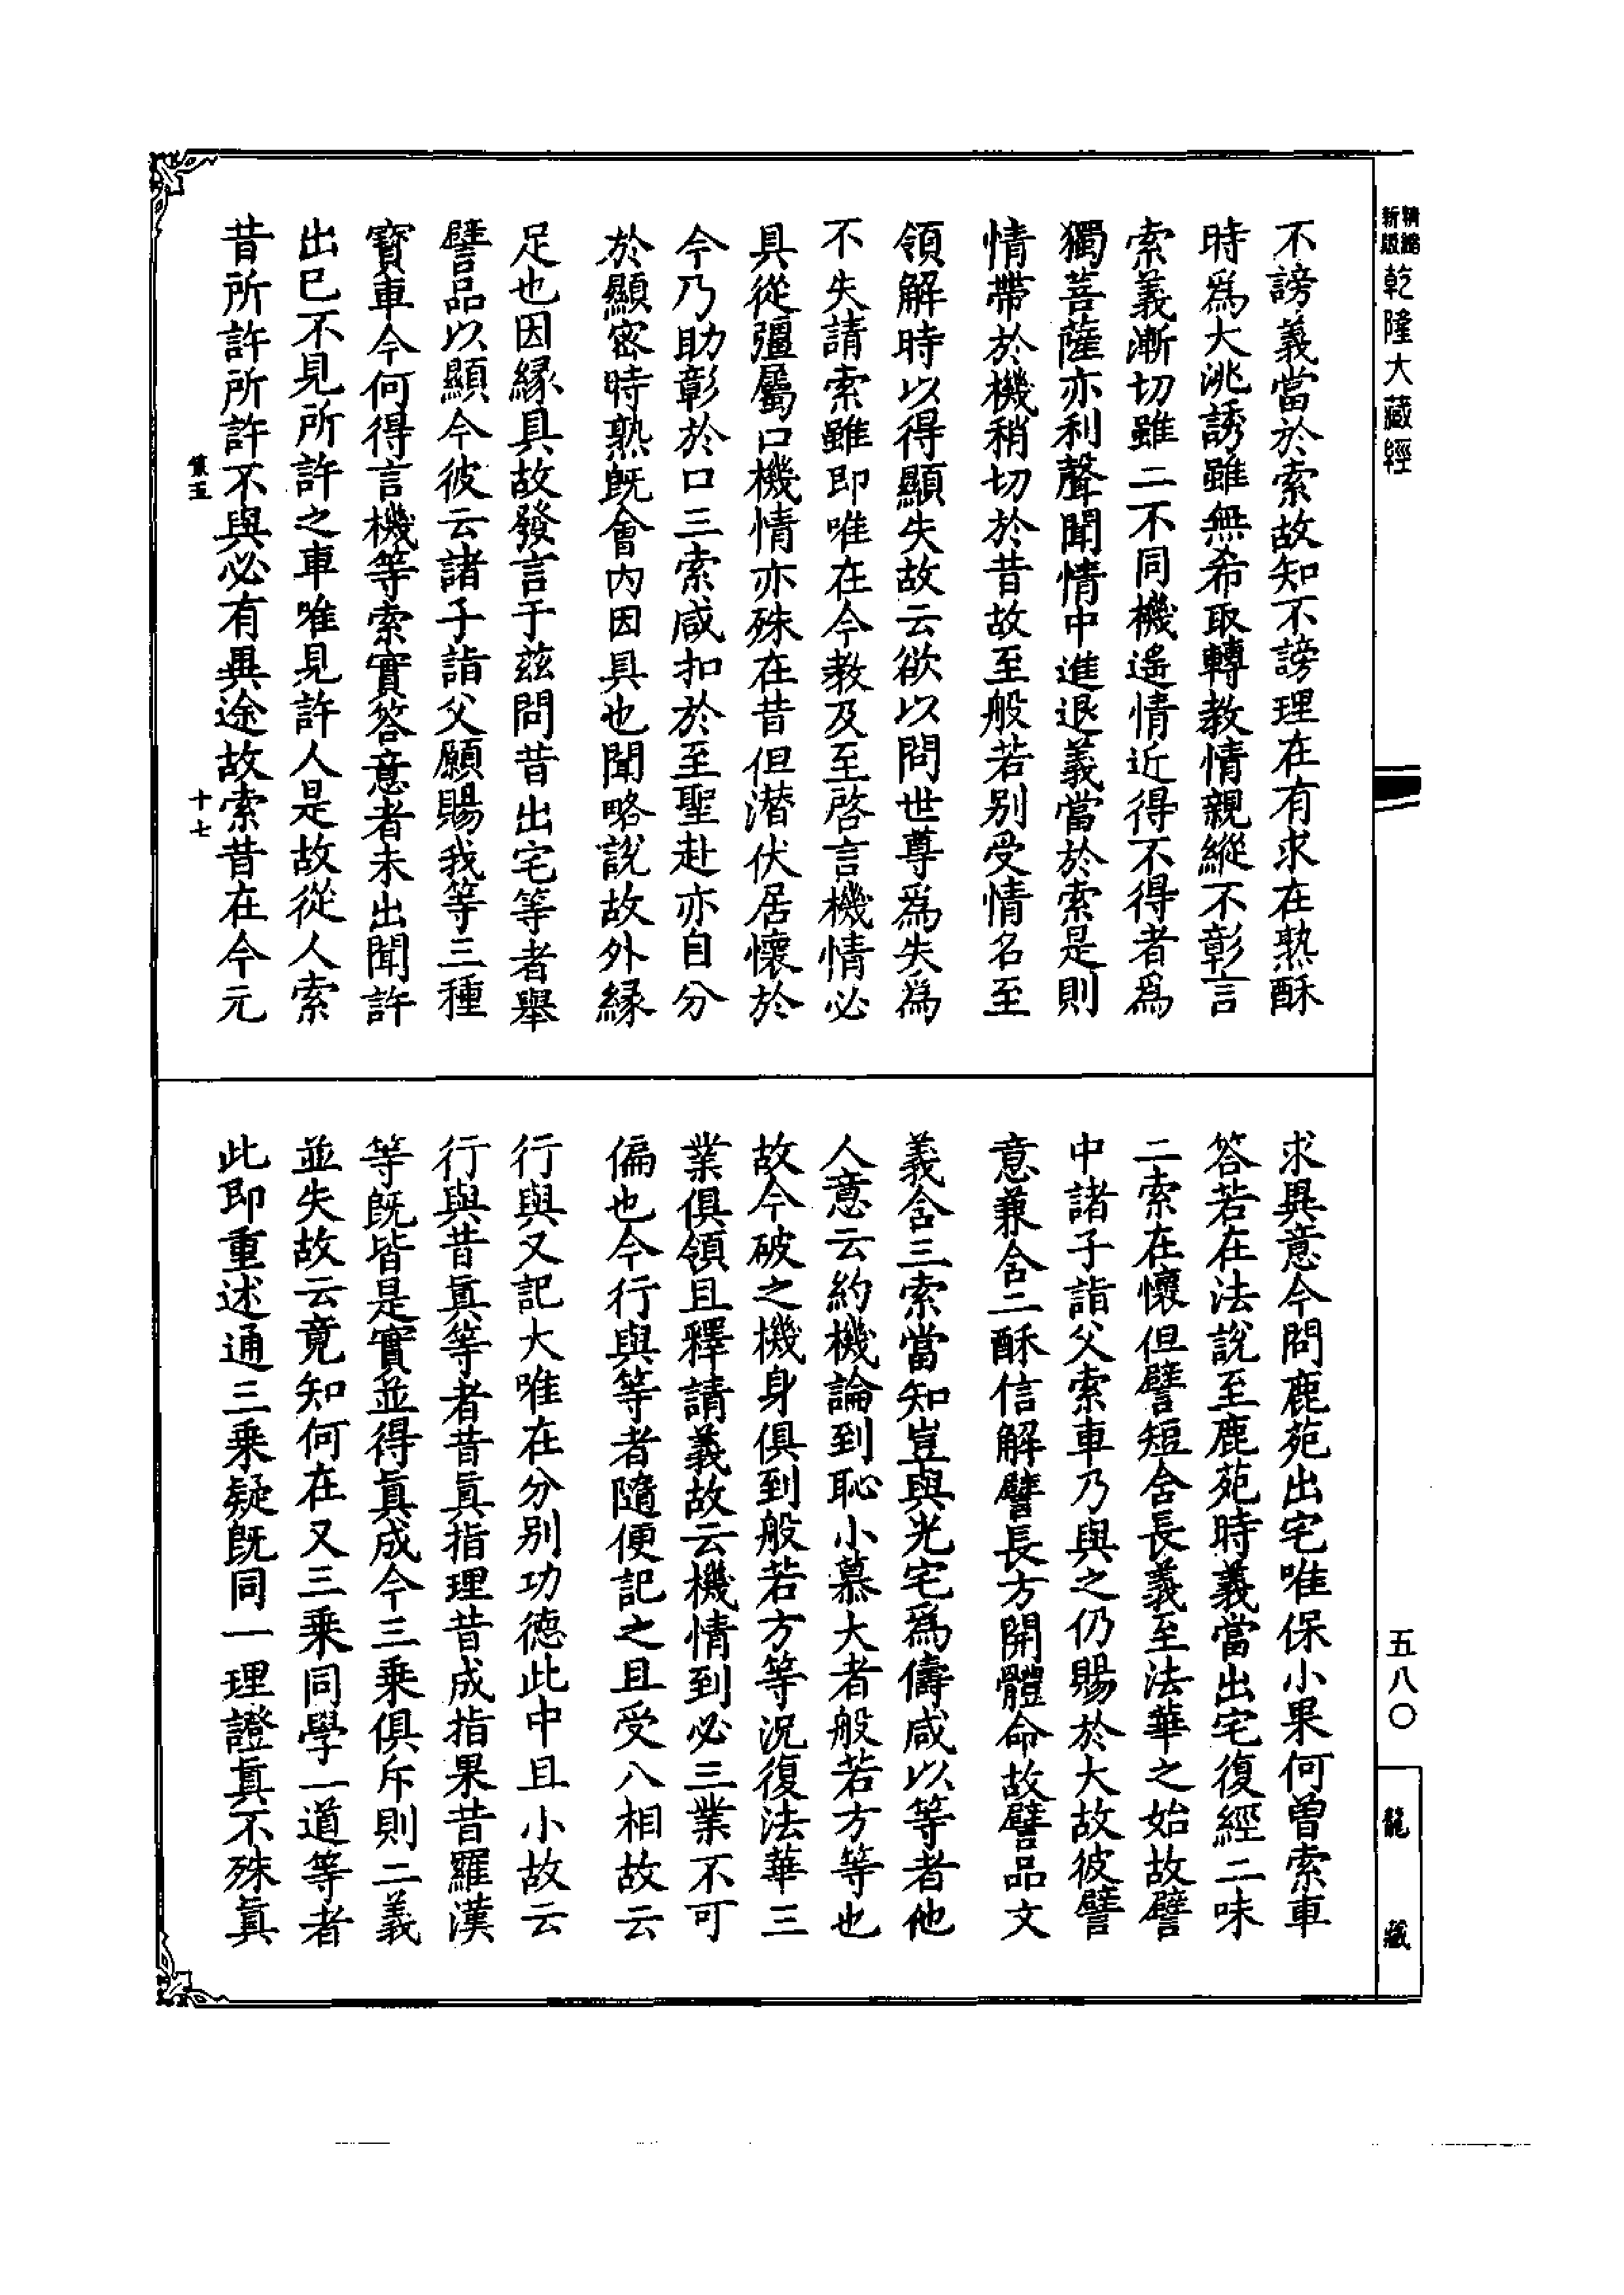 精縮
新版
乾隆大藏經
不謗義當於索故知不謗理在有求在熟酥
時爲大洮誘雖無希取轉教情親縱不彰言
索義漸切雖二不同機遙情近得不得者爲
獨菩薩亦利聲聞情中進退義當於索是則
情帶於機稍切於昔故至般若別受情名至
領解時以得顯失故云欲以問世尊爲失爲
不失請索雖即唯在今教及至啓言機情必
具從彊屬口機情亦殊在昔但潛伏居懷於
今乃助彰於口三索咸扣於至聖赴亦自分
於顯密時熟旣會內因具也聞略說故外緣
足也因緣具故發言于茲問昔出宅等者舉
譬品以顯今彼云諸子詣父願賜我等三種
寶車今何得言機等索實答意者未出聞許
出已不見所許之車唯見許人是故從人索
昔所許所許不與必有異途故索昔在今元
十七
求異意今問鹿苑出宅唯保小果何曾索車
答若在法說至鹿苑時義當出宅復經二味
二索在懷但譬短含長義至法華之始故譬
中諸子詣父索車乃與之仍賜於大故彼譬
意兼含二酥信解譬長方開體命故譬品文
義含三索當知豈與光宅爲儔咸以等者他
人意云約機論到恥小慕大者般若方等也
故今破之機身俱到般若方等況復法華三
業俱領且釋請義故云機情到必三業不可
偏也今行與等者隨便記之且受八相故云
行與又記大唯在分別功德此中且小故云
行與昔眞等者昔眞指理昔成指果昔羅漢
等旣皆是實並得眞成今三乘俱斥則二義
並失故云竟知何在又三乘同學一道等者
此即重述通三乘疑旣同一理證眞不殊眞
五八〇
龍藏